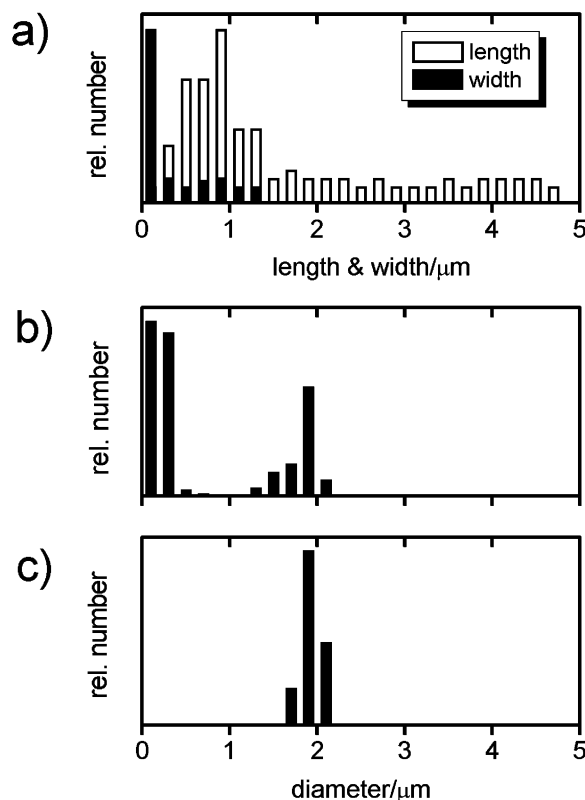 a)
rel. number
length
width
0 1 2 3 4 5
length & width/μm
b)
rel. number
c)
rel. number
0 1 2 3 4 5
diameter/μm